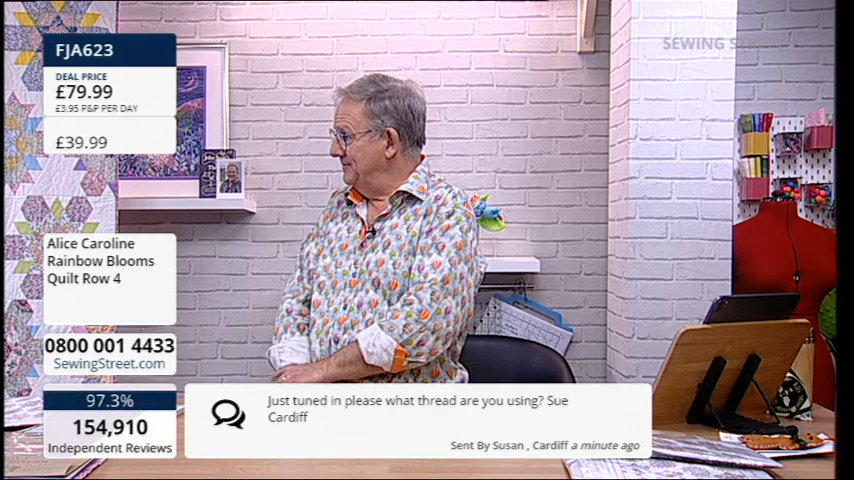 FJA623
DEAL PRICE
£79.99
£3.95 P&P PER DAY
£39.99
Alice Caroline
Rainbow Blooms
Quilt Row 4
0800 001 4433
SewingStreet.com
97.3%
154,910
Independent Reviews
Just tuned in please what thread are you using? Sue
Cardiff
Sent By Susan , Cardiff a minute ago
SEWING